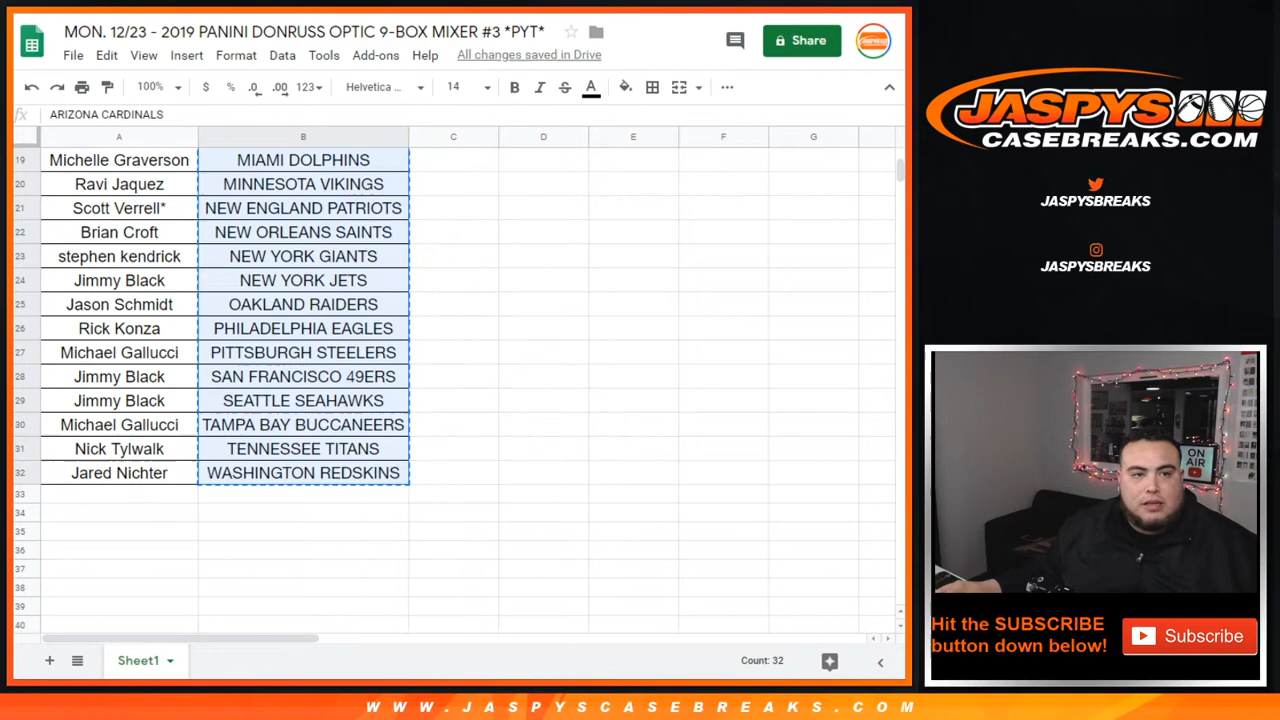 MON. 12/23 - 2019 PANINI DONRUSS OPTIC 9-BOX MIXER #3 *PYT*
File Edit View Insert Format Data Tools Add-ons Help All changes saved in Drive
Share
100% $ % .0 .00 123 Helvetica ... 14 B I S A
fx ARIZONA CARDINALS
A B C D E F G
19 Michelle Graverson MIAMI DOLPHINS
20 Ravi Jaquez MINNESOTA VIKINGS
21 Scott Verrell* NEW ENGLAND PATRIOTS
22 Brian Croft NEW ORLEANS SAINTS
23 stephen kendrick NEW YORK GIANTS
24 Jimmy Black NEW YORK JETS
25 Jason Schmidt OAKLAND RAIDERS
26 Rick Konza PHILADELPHIA EAGLES
27 Michael Gallucci PITTSBURGH STEELERS
28 Jimmy Black SAN FRANCISCO 49ERS
29 Jimmy Black SEATTLE SEAHAWKS
30 Michael Gallucci TAMPA BAY BUCCANEERS
31 Nick Tylwalk TENNESSEE TITANS
32 Jared Nichter WASHINGTON REDSKINS
33
34
35
36
37
38
39
40
Sheet1
Count: 32
JASPYS
CASEBREAKS.COM
JASPYSBREAKS
JASPYSBREAKS
ON AIR
Hit the SUBSCRIBE
button down below!
Subscribe
WWW.JASPYSCASEBREAKS.COM